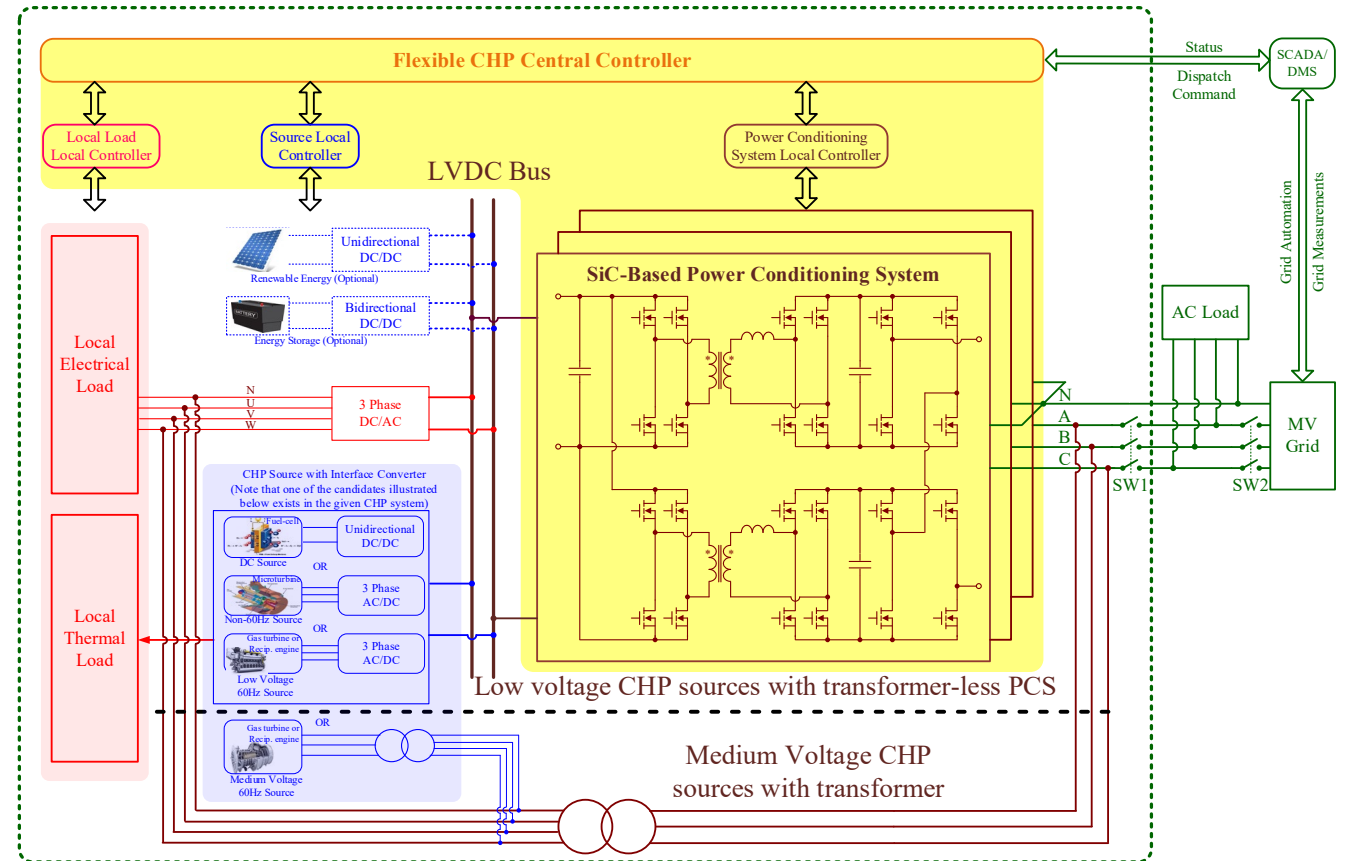 Flexible CHP Central Controller
Status
Dispatch
Command
SCADA/
DMS
Local Load
Local Controller
Source Local
Controller
Power Conditioning
System Local Controller
LVDC Bus
Grid Automation
Grid Measurements
Unidirectional
DC/DC
Renewable Energy (Optional)
Bidirectional
DC/DC
Energy Storage (Optional)
SiC-Based Power Conditioning System
Local
Electrical
Load
N
U
V
W
3 Phase
DC/AC
AC Load
N
A
B
C
SW1
SW2
MV
Grid
CHP Source with Interface Converter
(Note that one of the candidates illustrated
below exists in the given CHP system)
Fuel-cell
DC Source
Unidirectional
DC/DC
OR
Microturbine
Non-60Hz Source
3 Phase
AC/DC
OR
Gas turbine or
Recip. engine
Low Voltage
60Hz Source
3 Phase
AC/DC
Local
Thermal
Load
Low voltage CHP sources with transformer-less PCS
OR
Gas turbine or
Recip. engine
Medium Voltage
60Hz Source
Medium Voltage CHP
sources with transformer